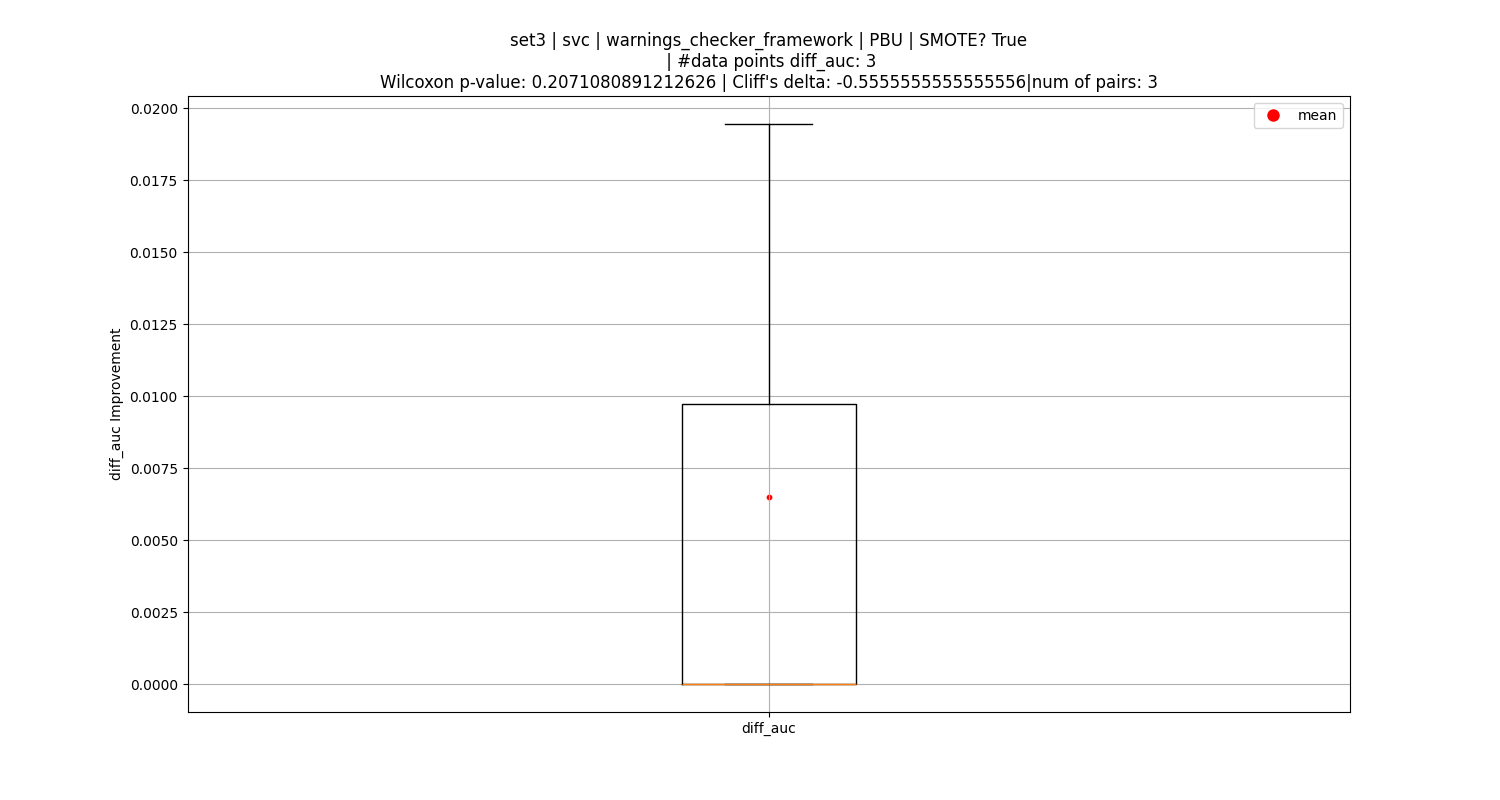 set3 | svc | warnings_checker_framework | PBU | SMOTE? True
| #data points diff_auc: 3
Wilcoxon p-value: 0.2071080891212626 | Cliff's delta: -0.5555555555555556|num of pairs: 3
mean
0.0200
0.0175
0.0150
0.0125
0.0100
0.0075
0.0050
0.0025
0.0000
diff_auc Improvement
diff_auc